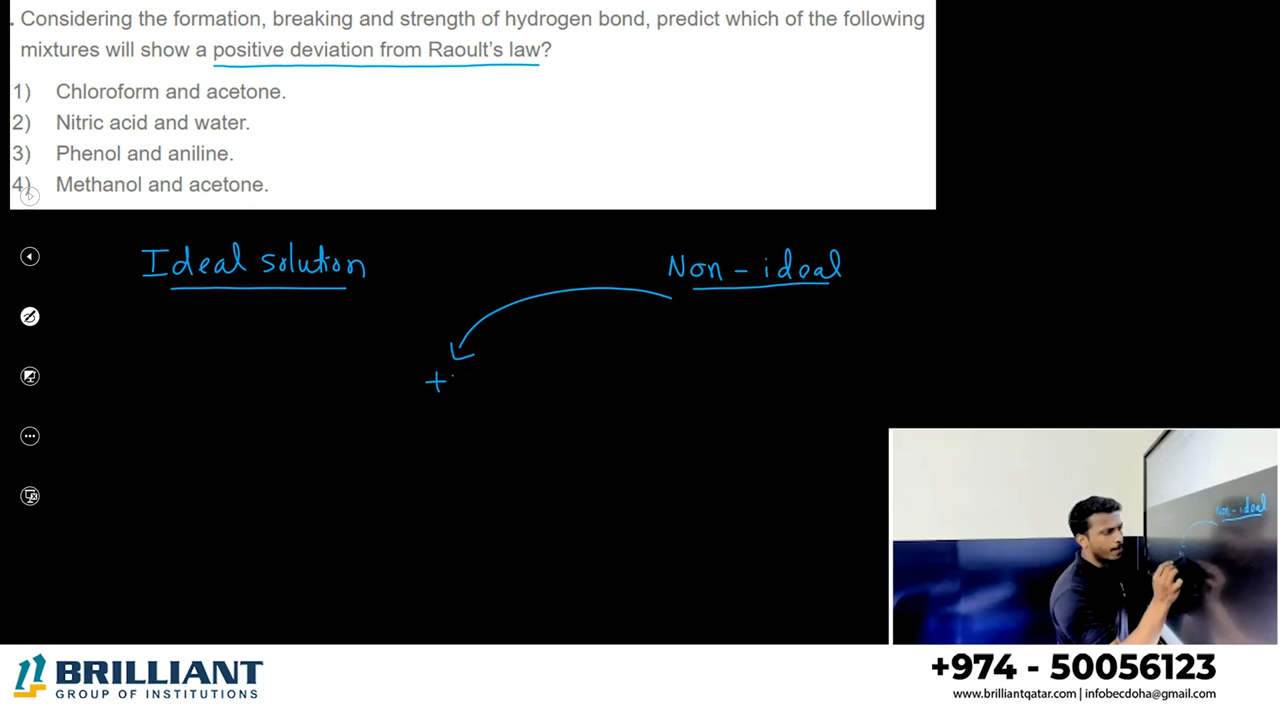 . Considering the formation, breaking and strength of hydrogen bond, predict which of the following
mixtures will show a positive deviation from Raoult's law?
1) Chloroform and acetone.
2) Nitric acid and water.
3) Phenol and aniline.
4) Methanol and acetone.
Ideal solution
Non - ideal
+
Non-ideal
BRILLIANT
GROUP OF INSTITUTIONS
+974 - 50056123
www.brilliantqatar.com | infobecdoha@gmail.com